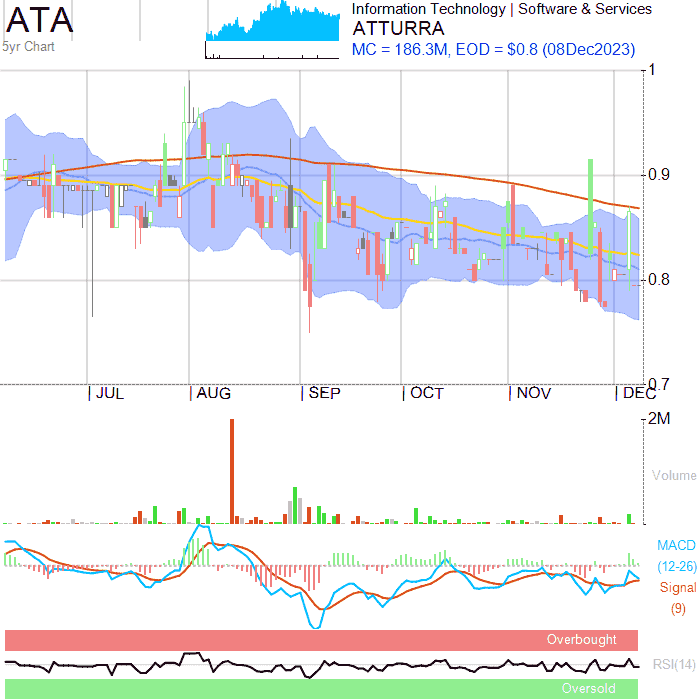 ATA
5yr Chart
Information Technology | Software & Services
ATTURRA
MC = 186.3M, EOD = $0.8 (08Dec2023)
1
0.9
0.8
0.7
JUL AUG SEP OCT NOV DEC
2M
Volume
MACD
(12-26)
Signal
(9)
Overbought
RSI(14)
Oversold